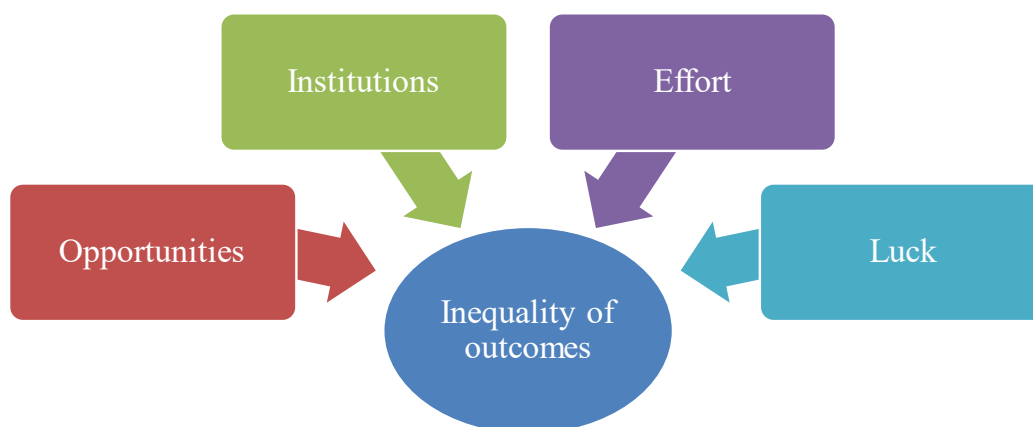 Institutions
Effort
Opportunities
Luck
Inequality of
outcomes